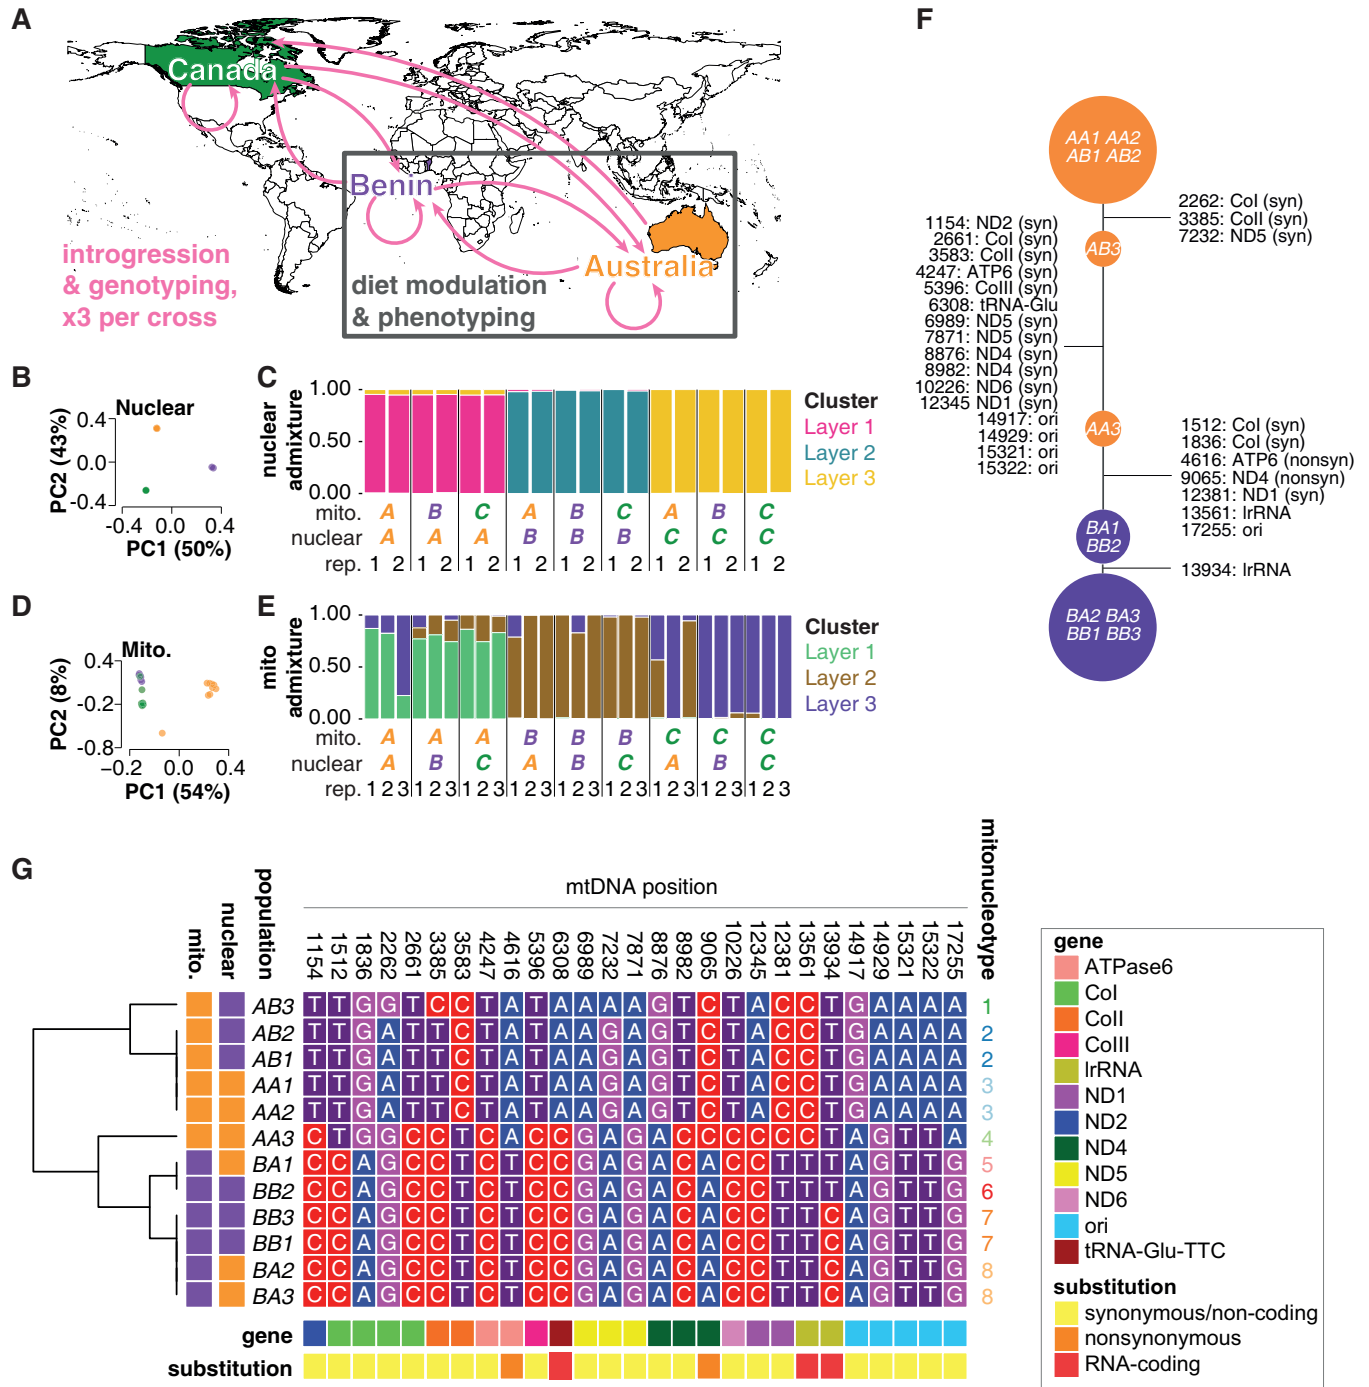 A
Canada
Benin
Australia
introgression
& genotyping,
x3 per cross
diet modulation
& phenotyping
B
Nuclear
PC2 (43%)
0.4
0.0
-0.4
-0.4 0.0 0.4
PC1 (50%)
C
nuclear
admixture
1.00
0.50
0.00
mito. A B C A B C A B C
nuclear A A A B B B C C C
rep. 1 2 1 2 1 2 1 2 1 2 1 2 1 2 1 2 1 2
Cluster
Layer 1
Layer 2
Layer 3
D
Mito.
PC2 (8%)
0.4
-0.2
-0.8
−0.2 0.0 0.4
PC1 (54%)
E
mito
admixture
1.00
0.50
0.00
mito. A A A B B B C C C
nuclear A B C A B C A B C
rep. 1 2 3 1 2 3 1 2 3 1 2 3 1 2 3 1 2 3 1 2 3 1 2 3 1 2 3
Cluster
Layer 1
Layer 2
Layer 3
F
AA1 AA2
AB1 AB2
2262: CoI (syn)
3385: CoII (syn)
7232: ND5 (syn)
AB3
1154: ND2 (syn)
2661: CoI (syn)
3583: CoII (syn)
4247: ATP6 (syn)
5396: CoIII (syn)
6308: tRNA-Glu
6989: ND5 (syn)
7871: ND5 (syn)
8876: ND4 (syn)
8982: ND4 (syn)
10226: ND6 (syn)
12345 ND1 (syn)
14917: ori
14929: ori
15321: ori
15322: ori
AA3
1512: CoI (syn)
1836: CoI (syn)
4616: ATP6 (nonsyn)
9065: ND4 (nonsyn)
12381: ND1 (syn)
13561: lrRNA
17255: ori
BA1
BB2
13934: lrRNA
BA2 BA3
BB1 BB3
G
mtDNA position
mito. nuclear population 1154 1512 1836 2262 2661 3385 3583 4247 4616 5396 6308 6989 7232 7871 8876 8982 9065 10226 12345 12381 13561 13934 14917 14929 15321 15322 17255 mitonucleotype
AB3 T T G G T C C T A T A A A A G T C T A C C T G A A A A 1
AB2 T T G A T T C T A T A A G A G T C T A C C T G A A A A 2
AB1 T T G A T T C T A T A A G A G T C T A C C T G A A A A 2
AA1 T T G A T T C T A T A A G A G T C T A C C T G A A A A 3
AA2 T T G A T T C T A T A A G A G T C T A C C T G A A A A 3
AA3 C T G G C C T C A C C G A G A C C C C C C T A G T T A 4
BA1 C C A G C C T C T C C G A G A C A C C T T T A G T T G 5
BB2 C C A G C C T C T C C G A G A C A C C T T T A G T T G 6
BB3 C C A G C C T C T C C G A G A C A C C T T C A G T T G 7
BB1 C C A G C C T C T C C G A G A C A C C T T C A G T T G 7
BA2 C C A G C C T C T C C G A G A C A C C T T C A G T T G 8
BA3 C C A G C C T C T C C G A G A C A C C T T C A G T T G 8
gene
substitution
gene
ATPase6
CoI
CoII
CoIII
lrRNA
ND1
ND2
ND4
ND5
ND6
ori
tRNA-Glu-TTC
substitution
synonymous/non-coding
nonsynonymous
RNA-coding